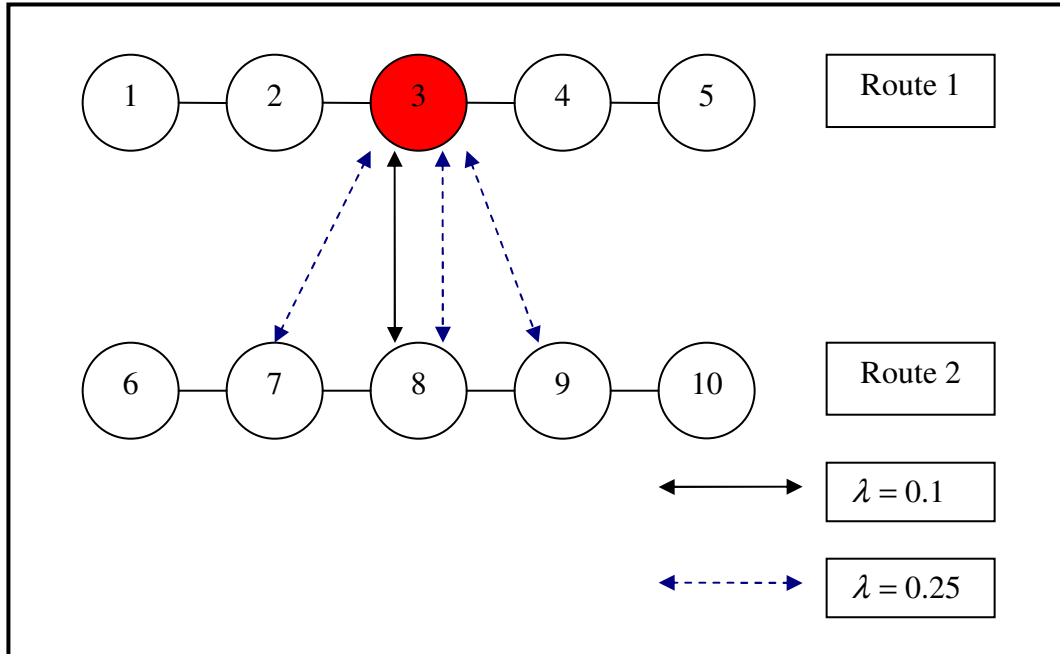 1 2 3 4 5 Route 1
6 7 8 9 10 Route 2
λ = 0.1
λ = 0.25